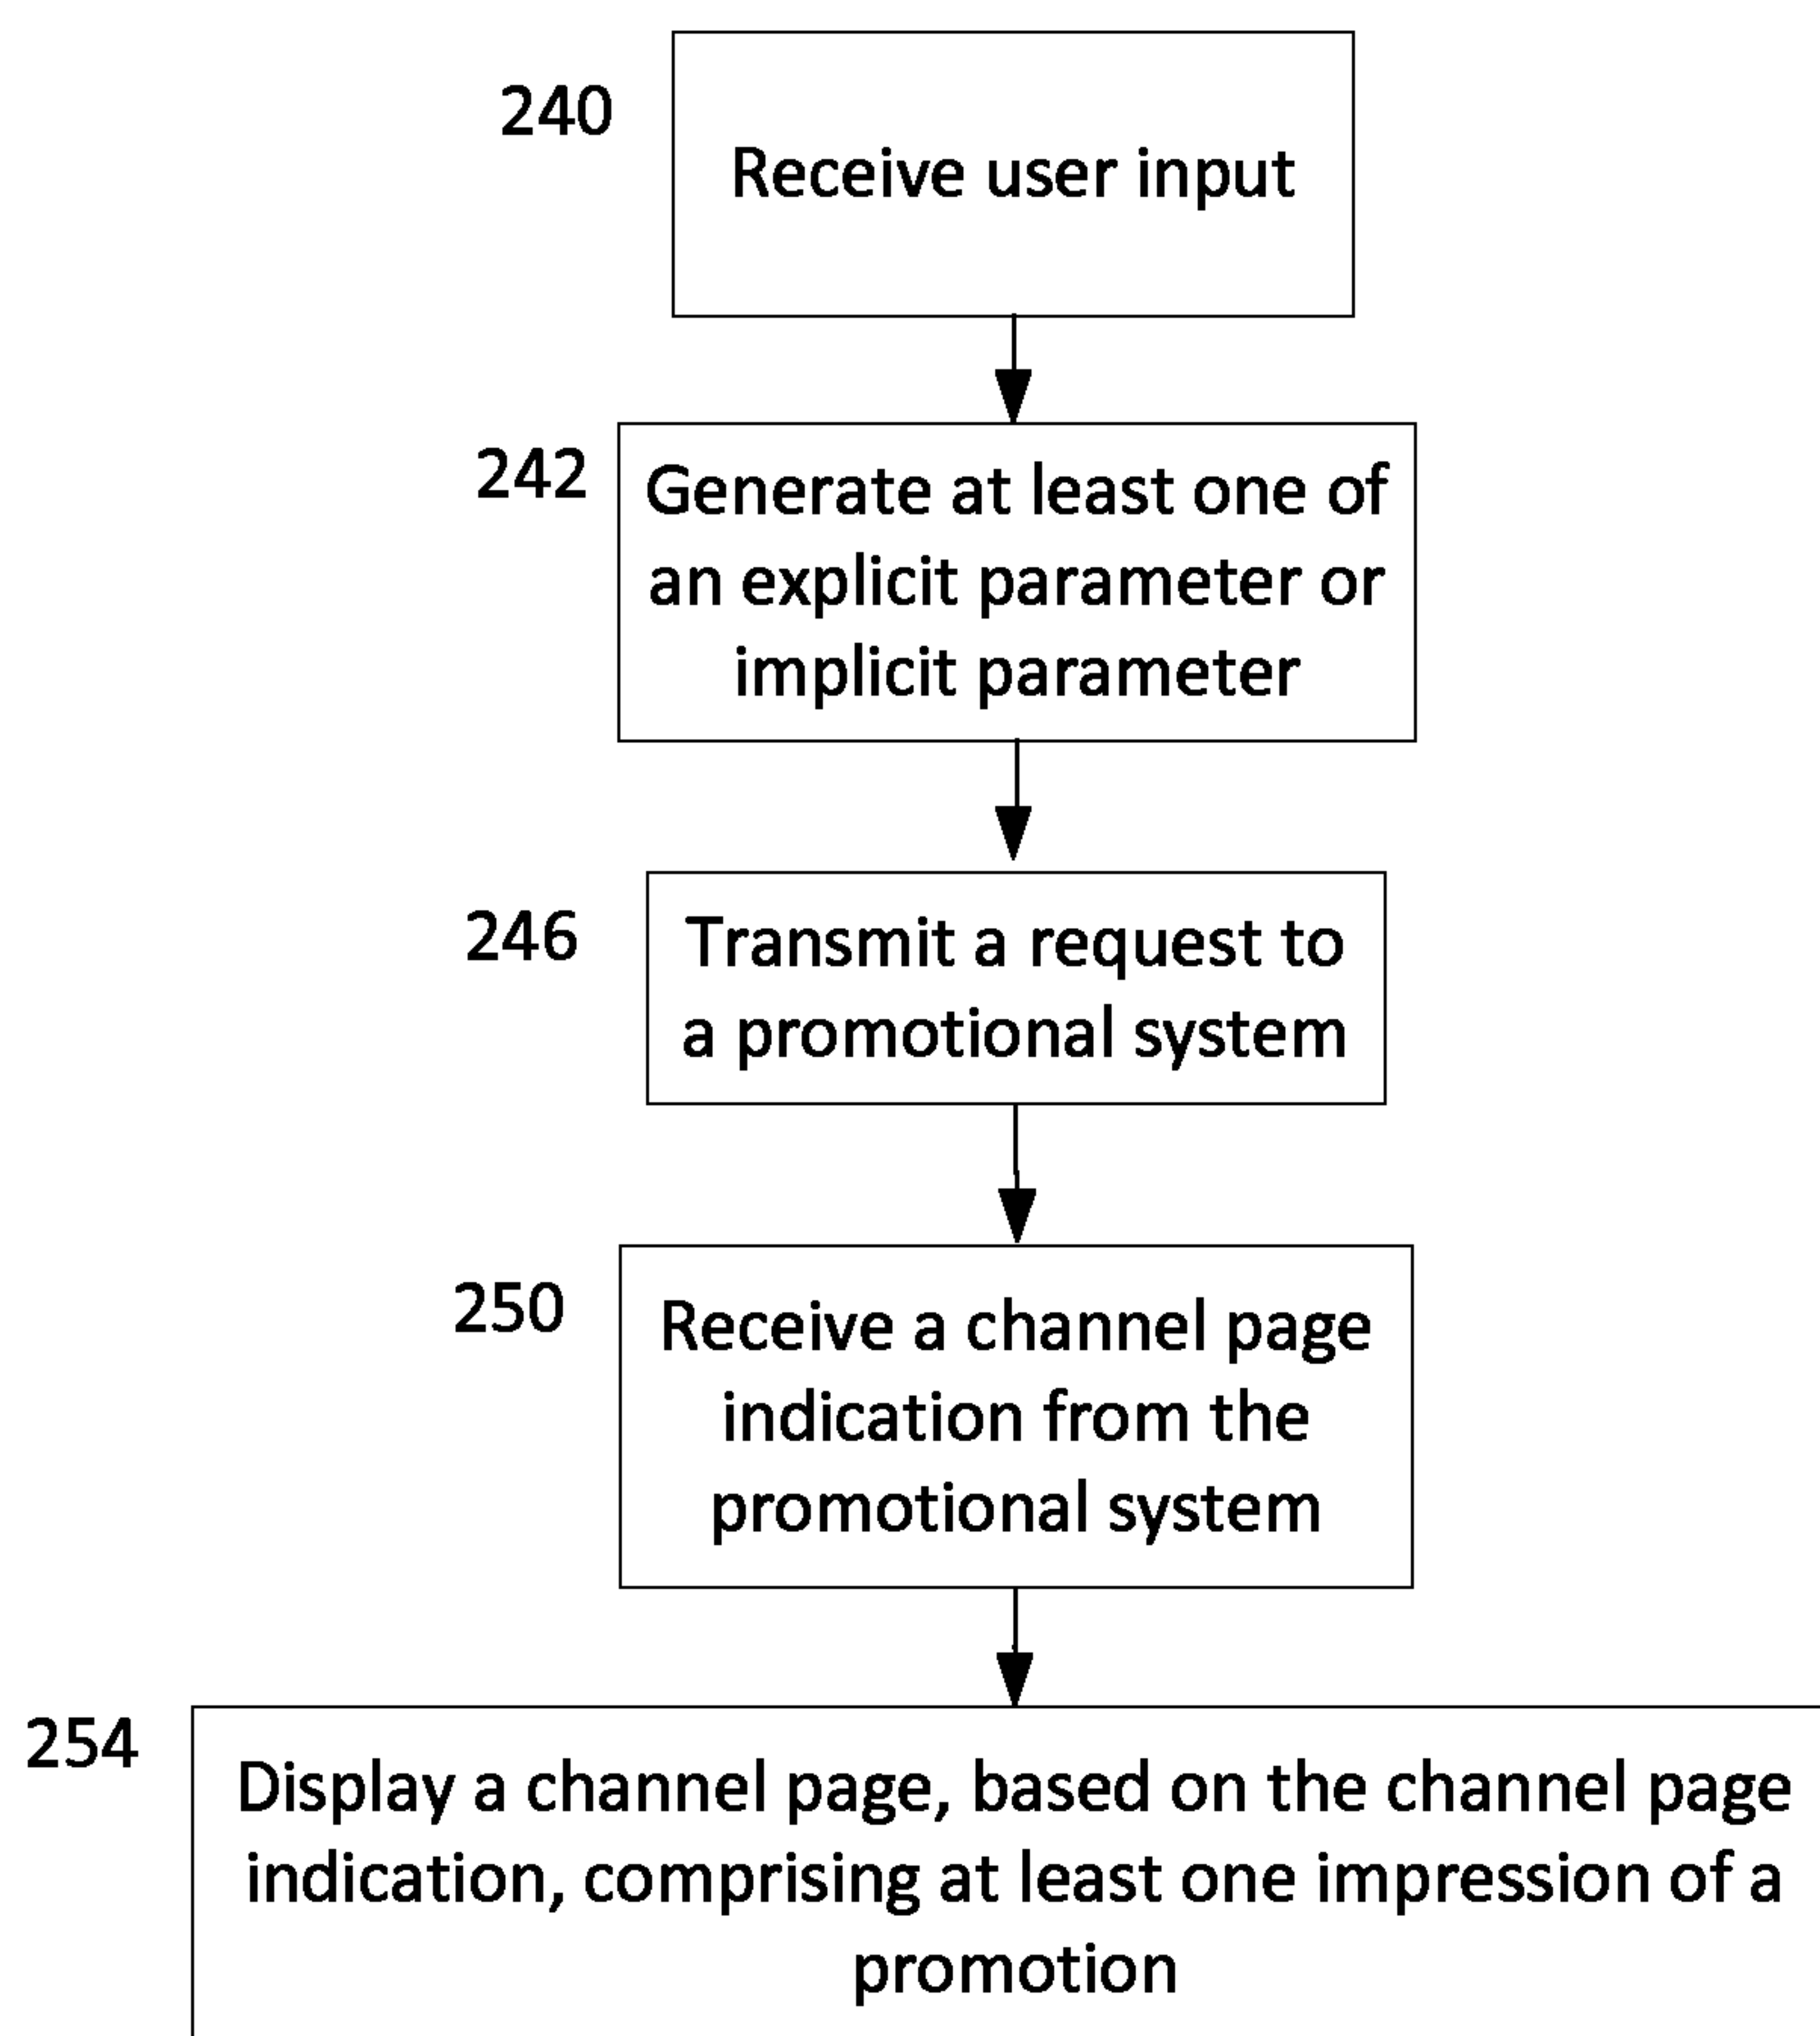 240
Receive user input
242
Generate at least one of
an explicit parameter or
implicit parameter
246
Transmit a request to
a promotional system
250
Receive a channel page
indication from the
promotional system
254
Display a channel page, based on the channel page
indication, comprising at least one impression of a
promotion